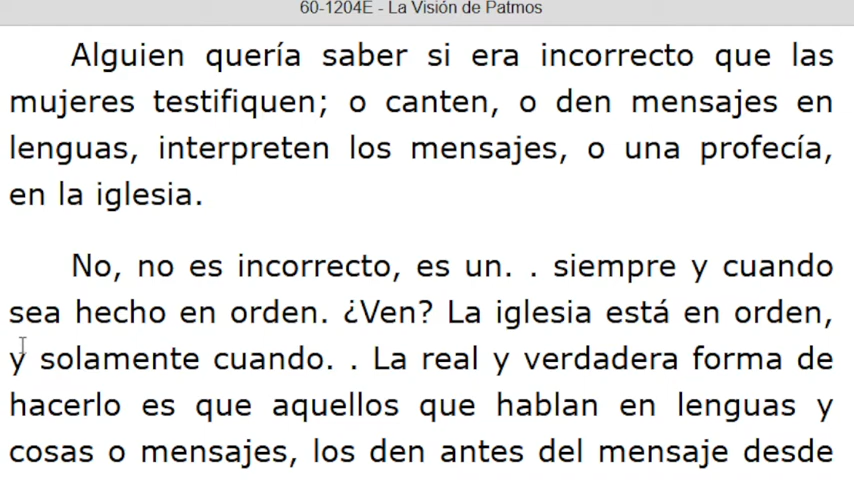 60-1204E - La Visión de Patmos
Alguien quería saber si era incorrecto que las
mujeres testifiquen; o canten, o den mensajes en
lenguas, interpreten los mensajes, o una profecía,
en la iglesia.
No, no es incorrecto, es un. . siempre y cuando
sea hecho en orden. ¿Ven? La iglesia está en orden,
y solamente cuando. . La real y verdadera forma de
hacerlo es que aquellos que hablan en lenguas y
cosas o mensajes, los den antes del mensaje desde